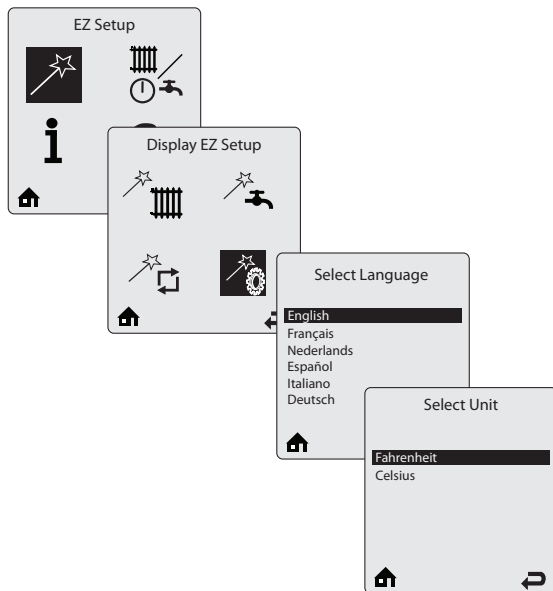 EZ Setup
Display EZ Setup
Select Language
English
Français
Nederlands
Español
Italiano
Deutsch
Select Unit
Fahrenheit
Celsius